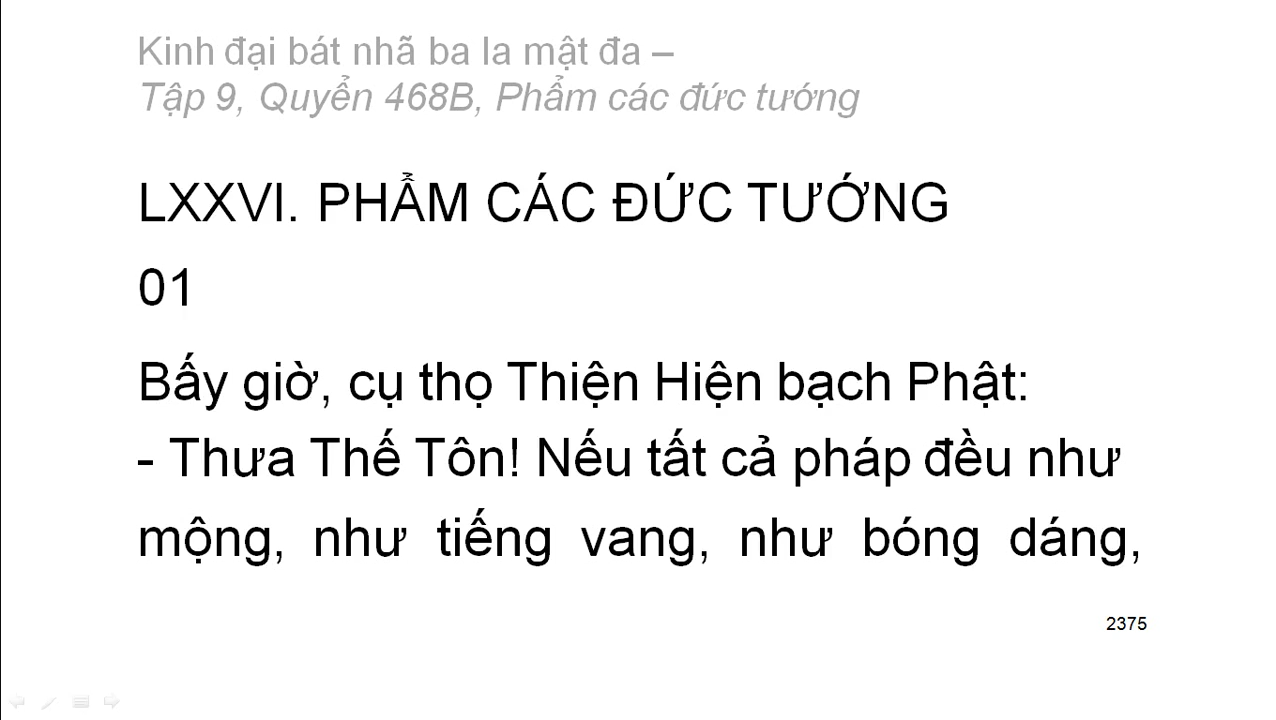 Kinh đại bát nhã ba la mật đa –
Tập 9, Quyển 468B, Phẩm các đức tướng
LXXVI. PHẨM CÁC ĐỨC TƯỚNG
01
Bấy giờ, cụ thọ Thiện Hiện bạch Phật:
- Thưa Thế Tôn! Nếu tất cả pháp đều như
mộng, như tiếng vang, như bóng dáng,
2375